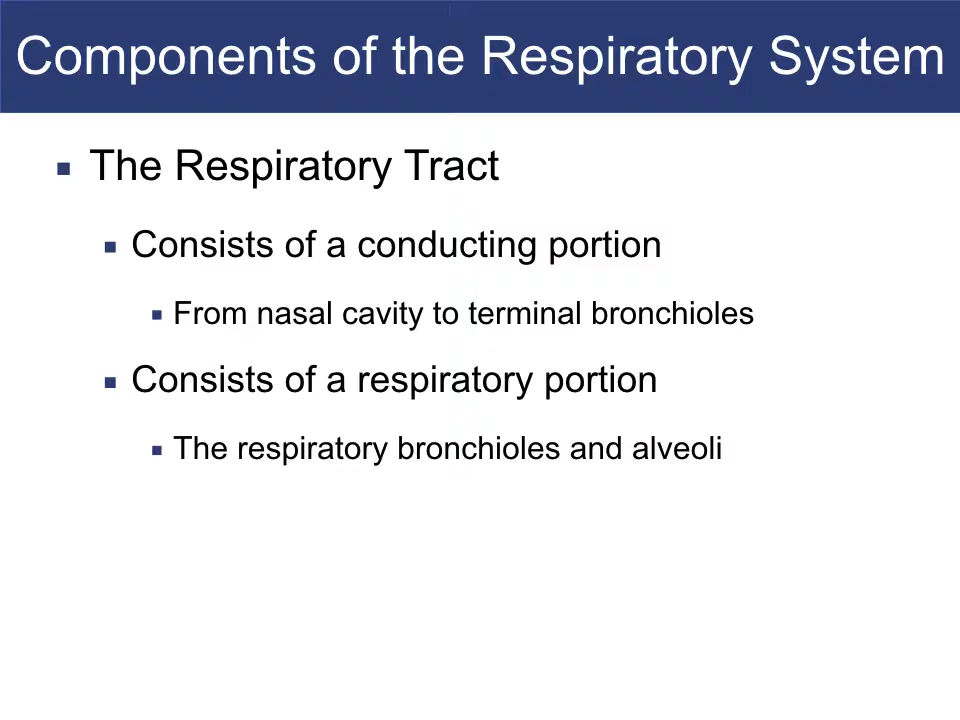 Components of the Respiratory System
The Respiratory Tract
Consists of a conducting portion
From nasal cavity to terminal bronchioles
Consists of a respiratory portion
The respiratory bronchioles and alveoli